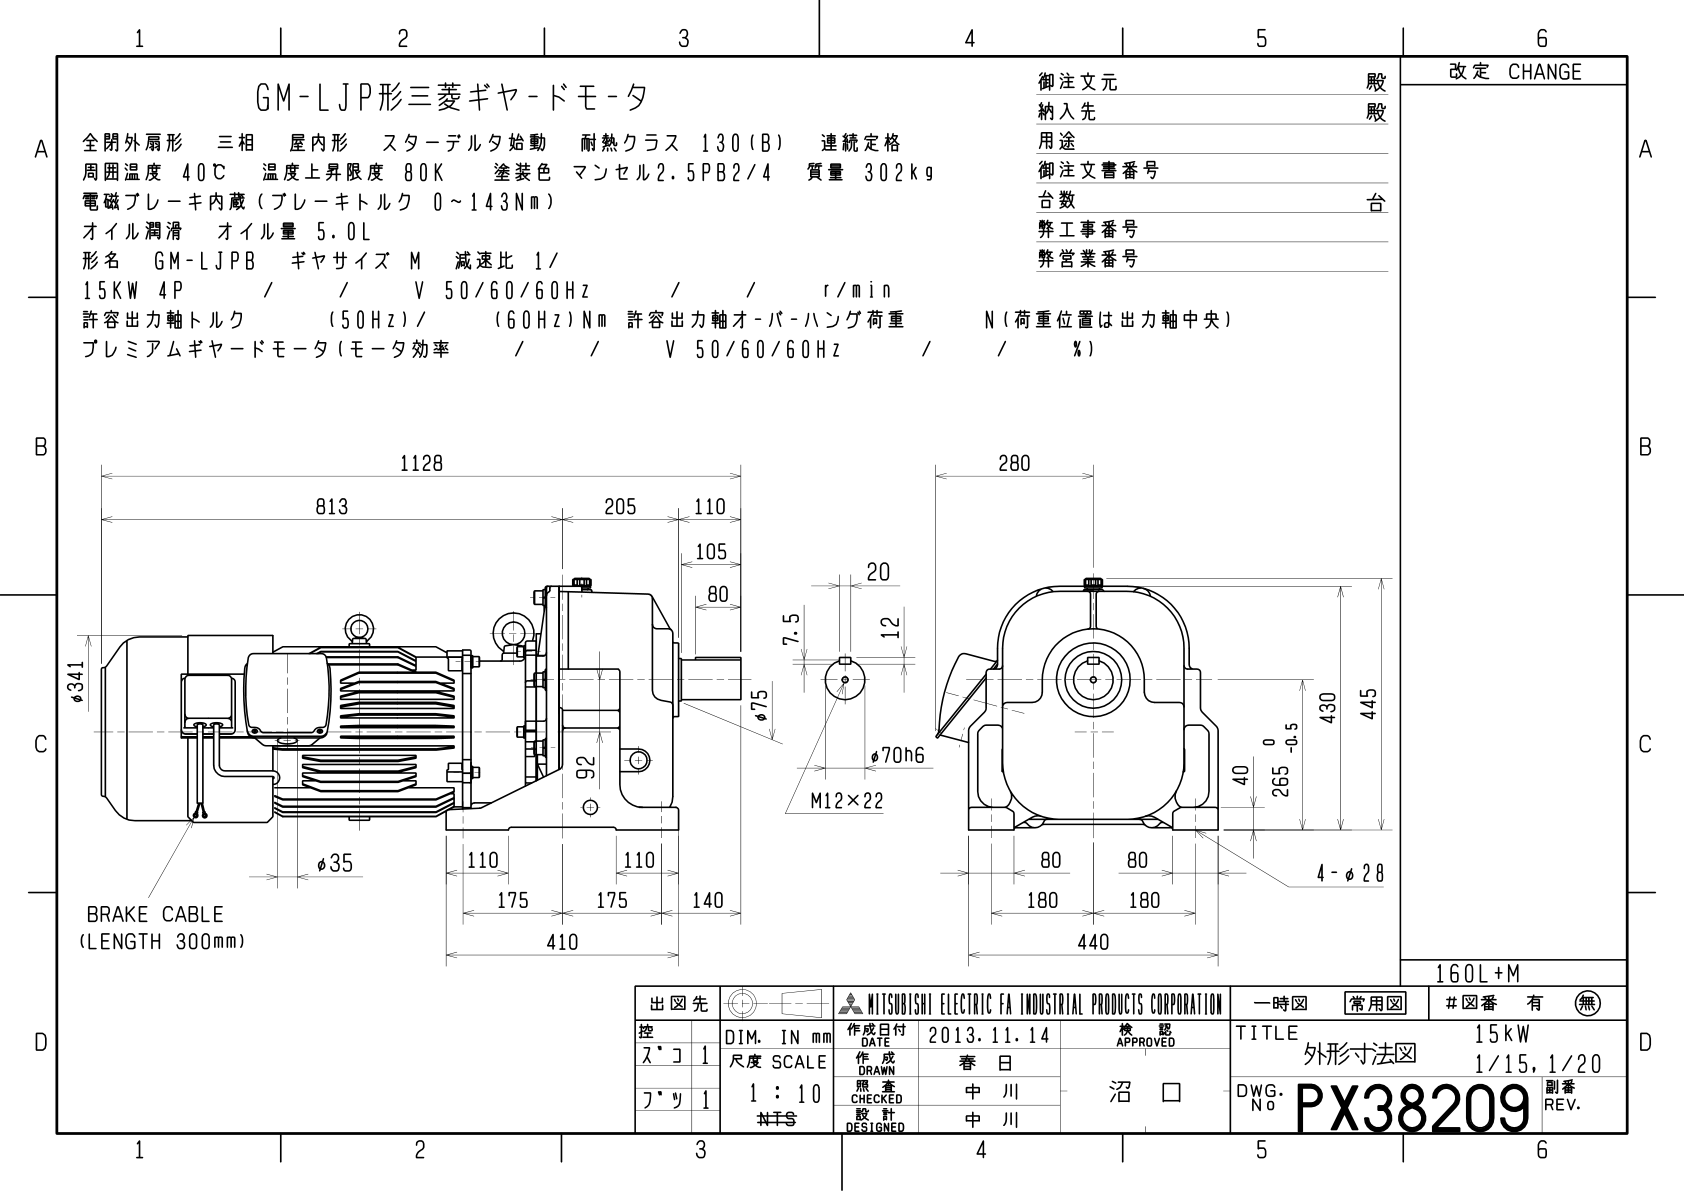 1 2 3 4 5 6
GM-LJP形三菱ギヤードモータ
全閉外扇形 三相 屋内形 スターデルタ始動 耐熱クラス 130(B) 連続定格
周囲温度 40℃ 温度上昇限度 80K 塗装色 マンセル2.5PB2/4 質量 302kg
電磁ブレーキ内蔵(ブレーキトルク 0~143Nm)
オイル潤滑 オイル量 5.0L
形名 GM-LJPB ギヤサイズ M 減速比 1/
15KW 4P / / V 50/60/60Hz / / r/min
許容出力軸トルク (50Hz)/ (60Hz)Nm 許容出力軸オーバーハング荷重 N(荷重位置は出力軸中央)
プレミアムギヤードモータ(モータ効率 / / V 50/60/60Hz / / %)
御注文元 殿
納入先 殿
用途
御注文書番号
台数 台
弊工事番号
弊営業番号
改定 CHANGE
A A
B B
C C
D D
1128
813 205 110
105
80
φ341
φ75
92
φ35
110 110
175 175 140
410
BRAKE CABLE
(LENGTH 300mm)
20
7.5
12
φ70h6
M12×22
280
430
445
0
265 -0.5
40
80 80
4-φ28
180 180
440
160L+M
出図先
控
ズコ 1
ブツ 1
DIM. IN mm
尺度 SCALE
1 : 10
NTS
MITSUBISHI ELECTRIC FA INDUSTRIAL PRODUCTS CORPORATION
作成日付
DATE
2013.11.14
作成
DRAWN
春日
照査
CHECKED
中川
設計
DESIGNED
中川
検認
APPROVED
沼口
一時図 常用図 #図番 有 無
TITLE
外形寸法図
15kW
1/15,1/20
DWG.
No
PX38209
副番
REV.
1 2 3 4 5 6